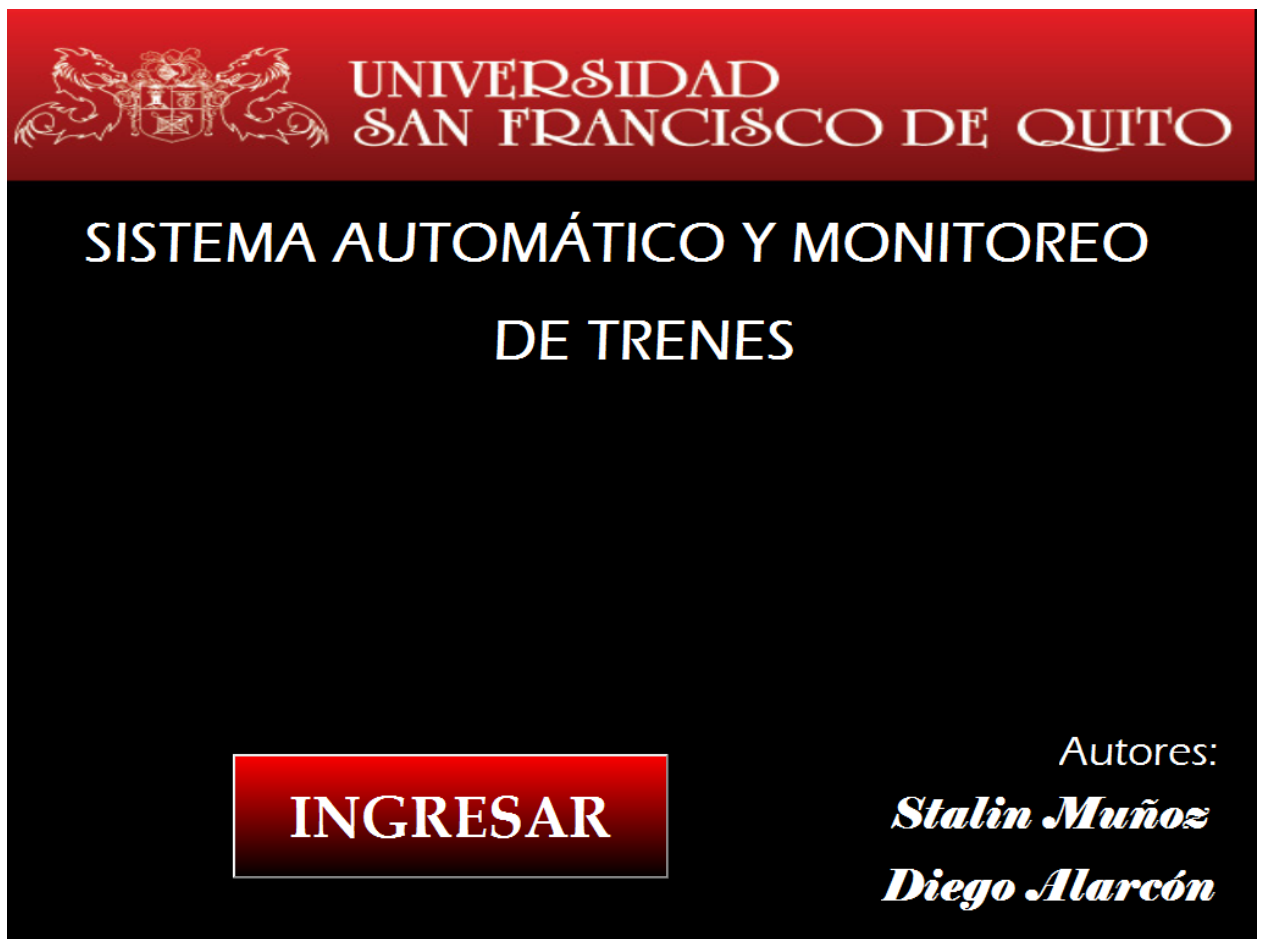 UNIVERSIDAD
SAN FRANCISCO DE QUITO
SISTEMA AUTOMÁTICO Y MONITOREO
DE TRENES
INGRESAR
Autores:
Stalin Muñoz
Diego Alarcón